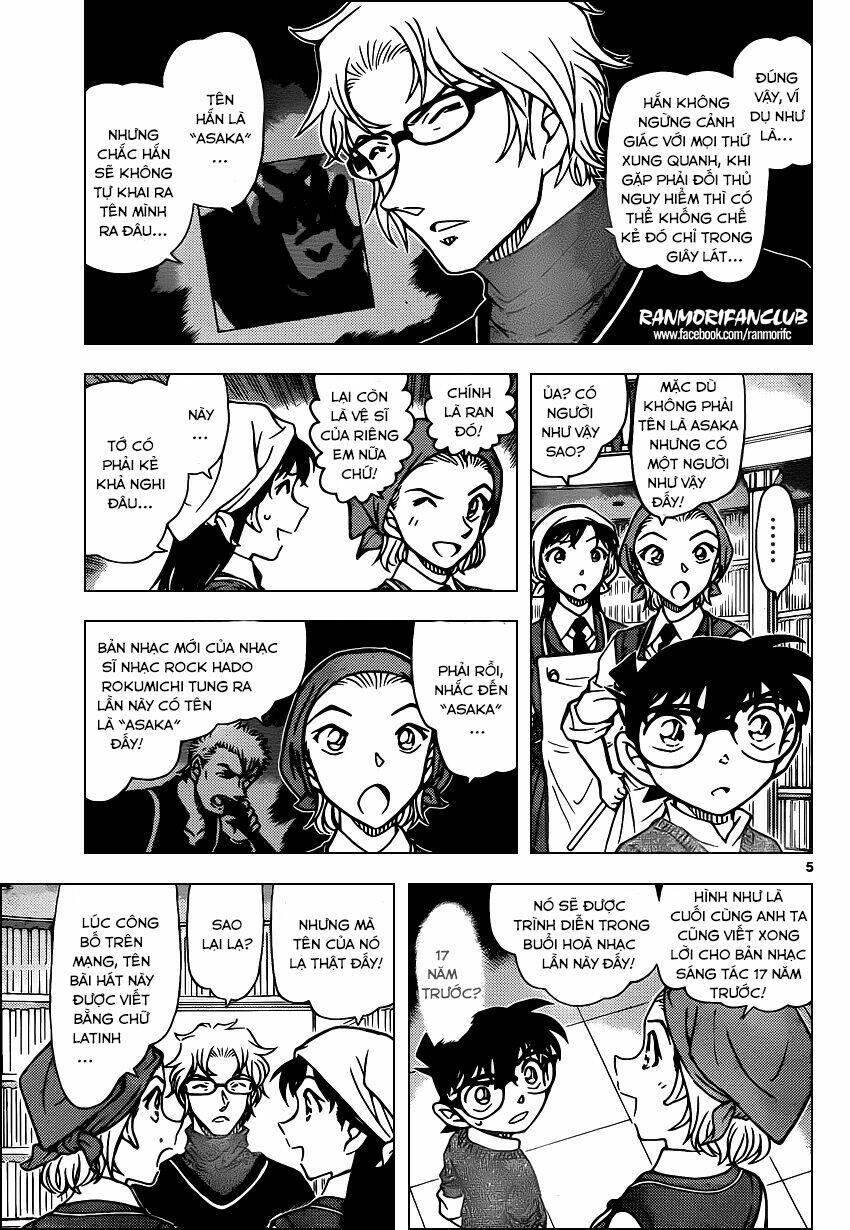 ĐÚNG
VẬY, VÍ
DỤ NHƯ
LÀ...
HẮN KHÔNG
NGỪNG CẢNH
GIÁC VỚI MỌI THỨ
XUNG QUANH, KHI
GẶP PHẢI ĐỐI THỦ
NGUY HIỂM THÌ CÓ
THỂ KHỐNG CHẾ
KẺ ĐÓ CHỈ TRONG
GIÂY LÁT...
TÊN
HẮN LÀ
"ASAKA"
...
NHƯNG
CHẮC HẮN
SẼ KHÔNG
TỰ KHAI RA
TÊN MÌNH
RA ĐÂU...
RANMORIFANCLUB
www.facebook.com/ranmorifc
MẶC DÙ
KHÔNG PHẢI
TÊN LÀ ASAKA
NHƯNG CÓ
MỘT NGƯỜI
NHƯ VẬY
ĐẤY!
ỦA? CÓ
NGƯỜI
NHƯ VẬY
SAO?
......
CHÍNH
LÀ RAN
ĐÓ!
LẠI CÒN
LÀ VỆ SĨ
CỦA RIÊNG
EM NỮA
CHỨ!
NÀY
...
TỚ CÓ
PHẢI KẺ
KHẢ NGHI
ĐÂU...
PHẢI RỒI,
NHẮC ĐẾN
"ASAKA"
...
BẢN NHẠC MỚI CỦA NHẠC
SĨ NHẠC ROCK HADO
ROKUMICHI TUNG RA
LẦN NÀY CÓ TÊN
LÀ "ASAKA"
ĐẤY!
5
HÌNH NHƯ LÀ
CUỐI CÙNG ANH TA
CŨNG VIẾT XONG
LỜI CHO BẢN NHẠC
SÁNG TÁC 17 NĂM
TRƯỚC!
NÓ SẼ ĐƯỢC
TRÌNH DIỄN TRONG
BUỔI HOÀ NHẠC
LẦN NÀY ĐẤY!
17
NĂM
TRƯỚC?
NHƯNG MÀ
TÊN CỦA NÓ
LẠ THẬT ĐẤY!
SAO
LẠI LẠ?
LÚC CÔNG
BỐ TRÊN
MẠNG, TÊN
BÀI HÁT NÀY
ĐƯỢC VIẾT
BẰNG CHỮ
LATINH
...